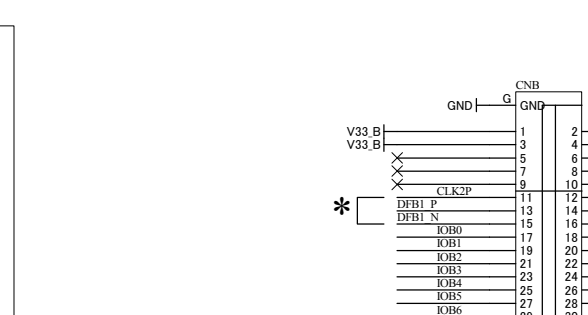 CNB
GND G GND
V33_B 1 2
V33_B 3 4
5 6
7 8
9 10
CLK2P 11 12
* DFB1_P 13 14
DFB1_N 15 16
IOB0 17 18
IOB1 19 20
IOB2 21 22
IOB3 23 24
IOB4 25 26
IOB5 27 28
IOB6